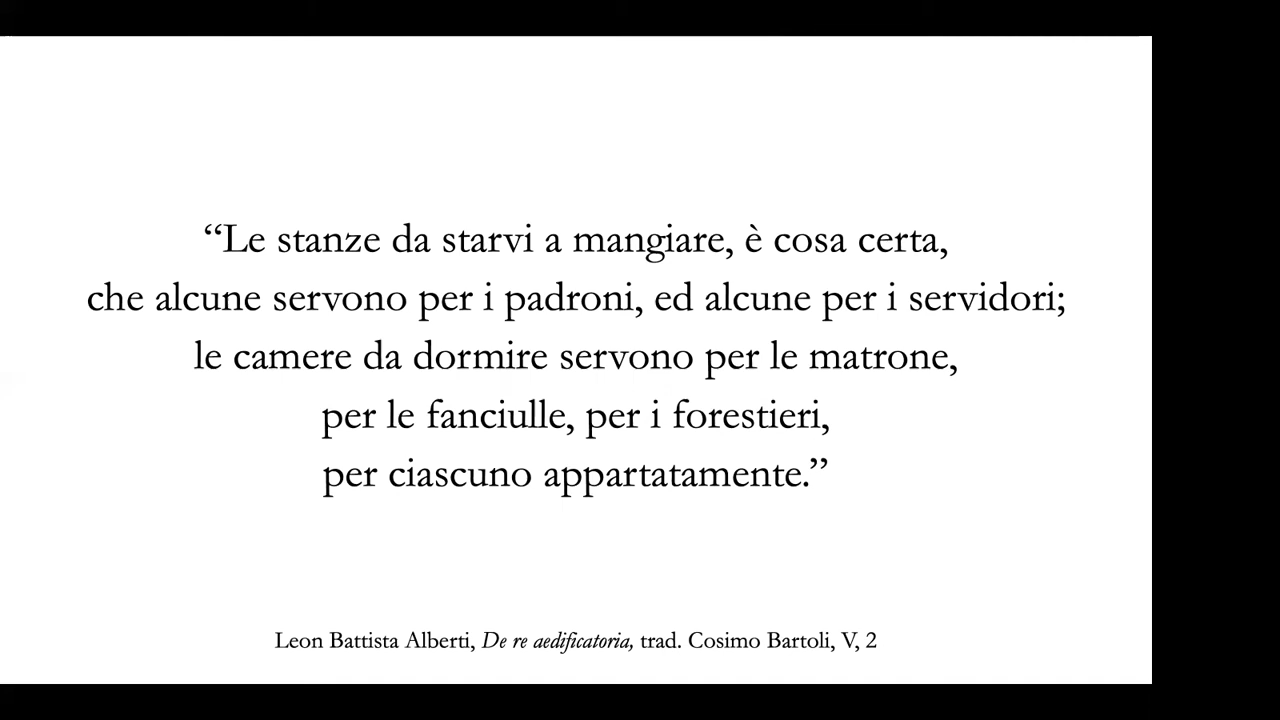 “Le stanze da starvi a mangiare, è cosa certa,
che alcune servono per i padroni, ed alcune per i servidori;
le camere da dormire servono per le matrone,
per le fanciulle, per i forestieri,
per ciascuno appartatamente.”
Leon Battista Alberti, De re aedificatoria, trad. Cosimo Bartoli, V, 2